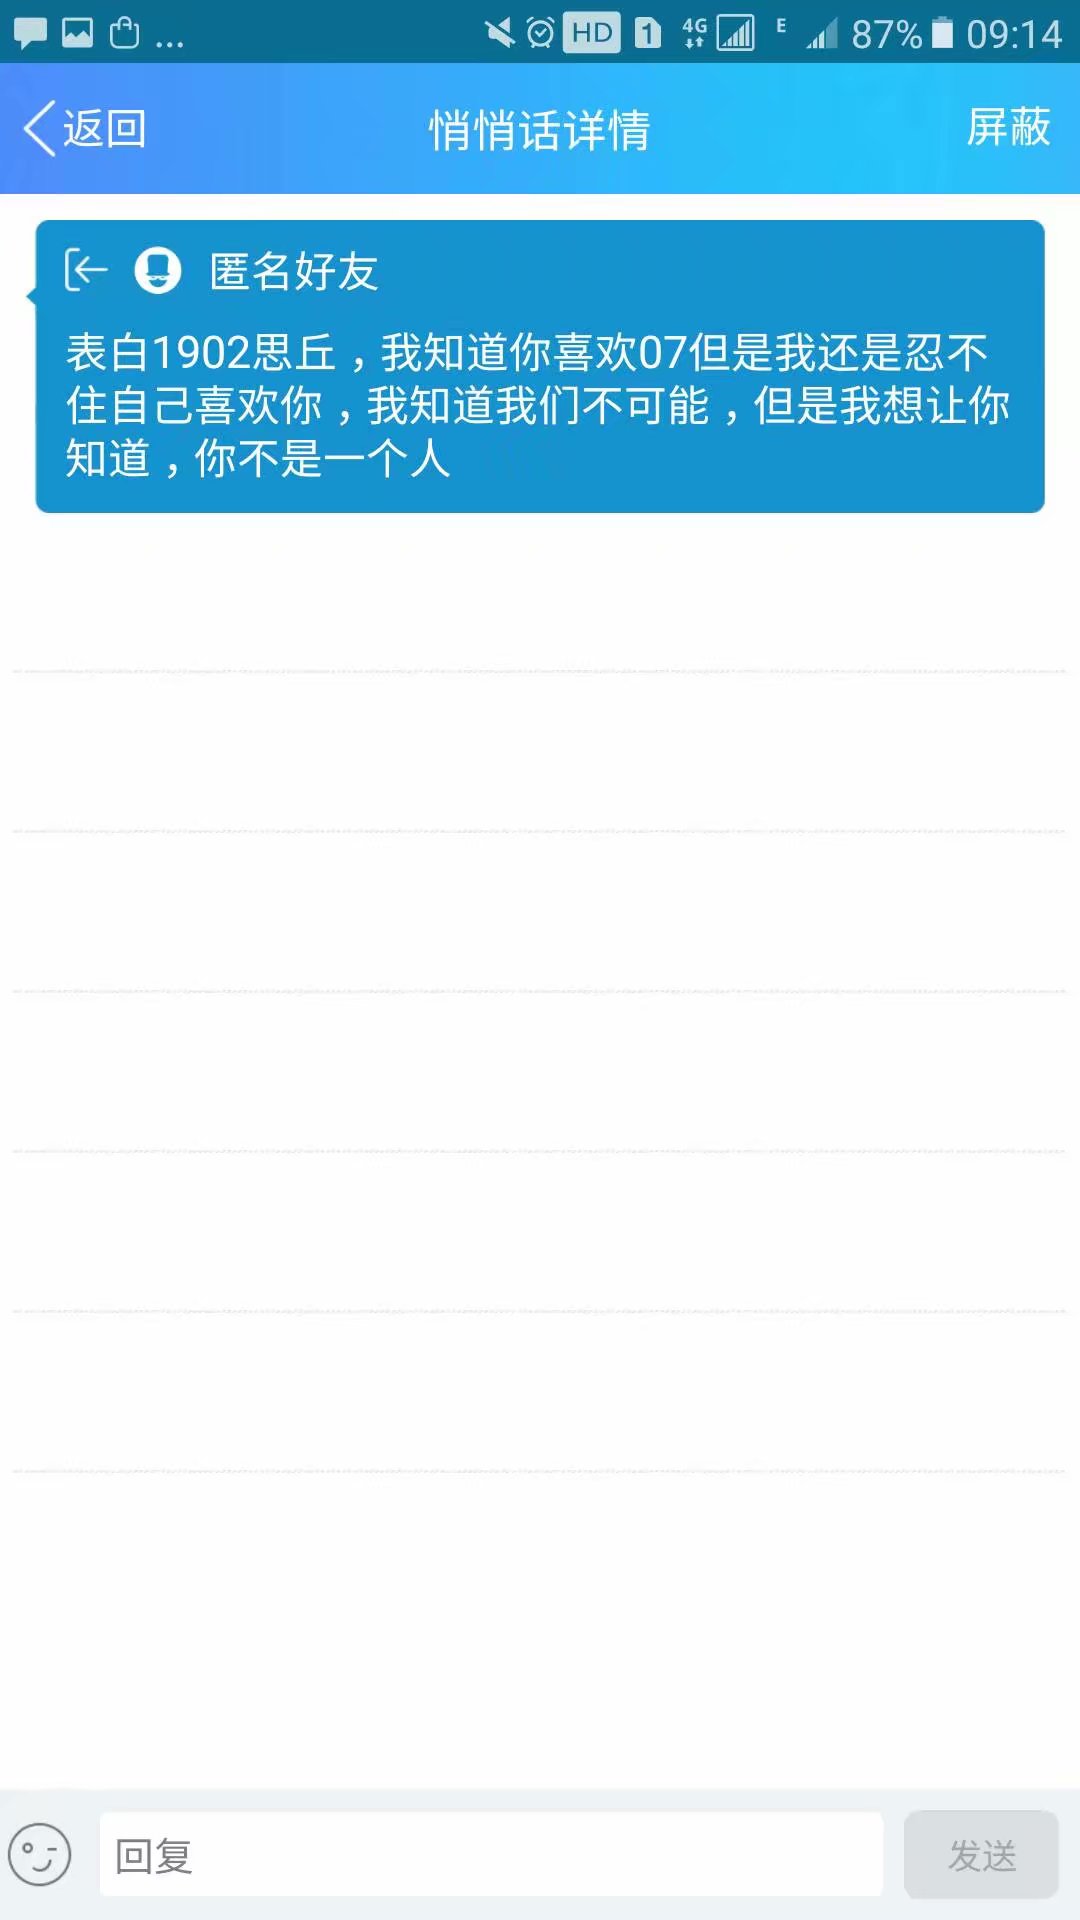 ... HD 1 4G E 87% 09:14
返回 悄悄话详情 屏蔽
匿名好友
表白1902思丘，我知道你喜欢07但是我还是忍不
住自己喜欢你，我知道我们不可能，但是我想让你
知道，你不是一个人
回复 发送